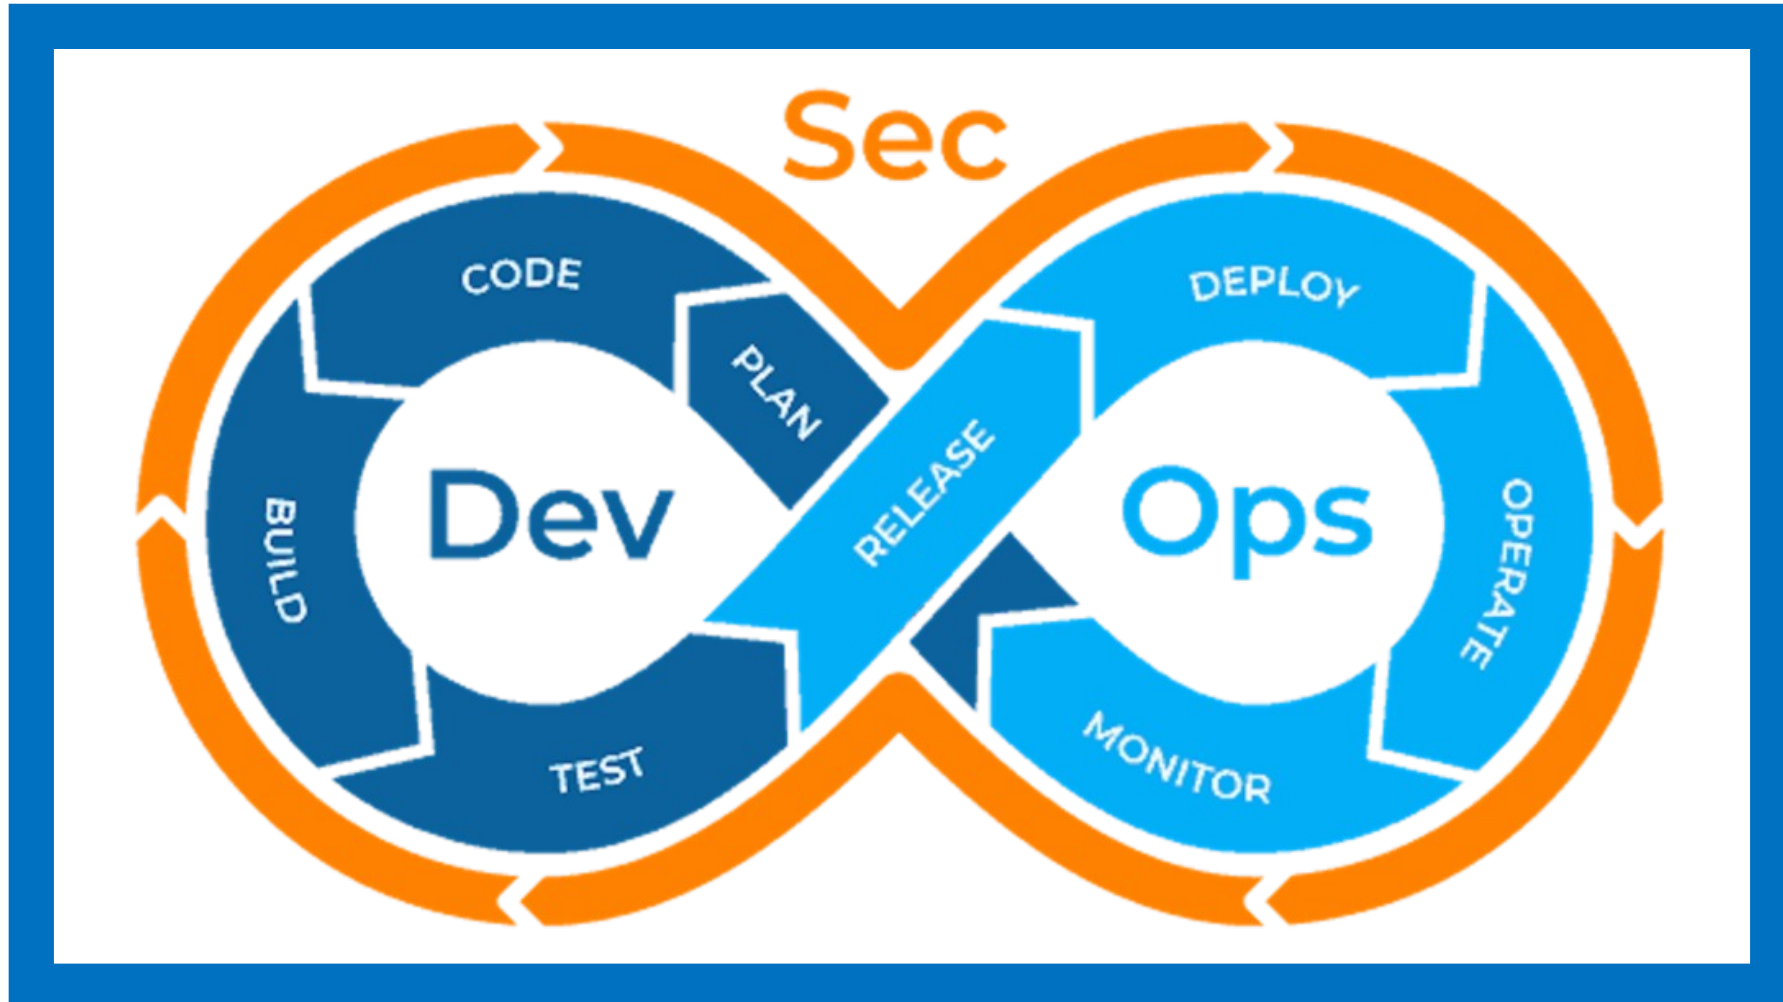 Sec
CODE
DEPLOY
PLAN
RELEASE
Dev
Ops
BUILD
OPERATE
TEST
MONITOR